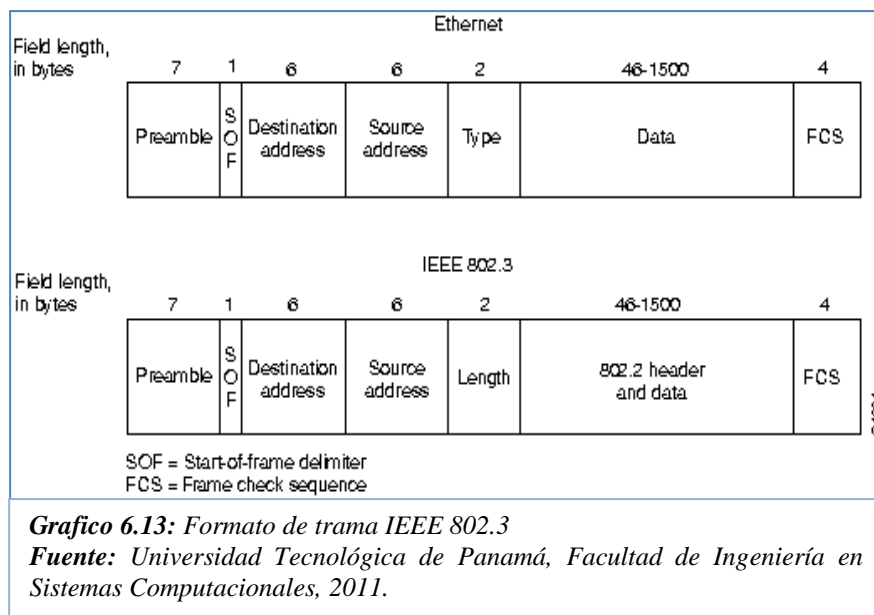 Ethernet
Field length,
in bytes
7 1 6 6 2 46-1500 4
Preamble
S
O
F
Destination
address
Source
address
Type
Data
FCS
IEEE 802.3
Field length,
in bytes
7 1 6 6 2 46-1500 4
Preamble
S
O
F
Destination
address
Source
address
Length
802.2 header
and data
FCS
SOF = Start-of-frame delimiter
FCS = Frame check sequence
Grafico 6.13: Formato de trama IEEE 802.3
Fuente: Universidad Tecnológica de Panamá, Facultad de Ingeniería en
Sistemas Computacionales, 2011.